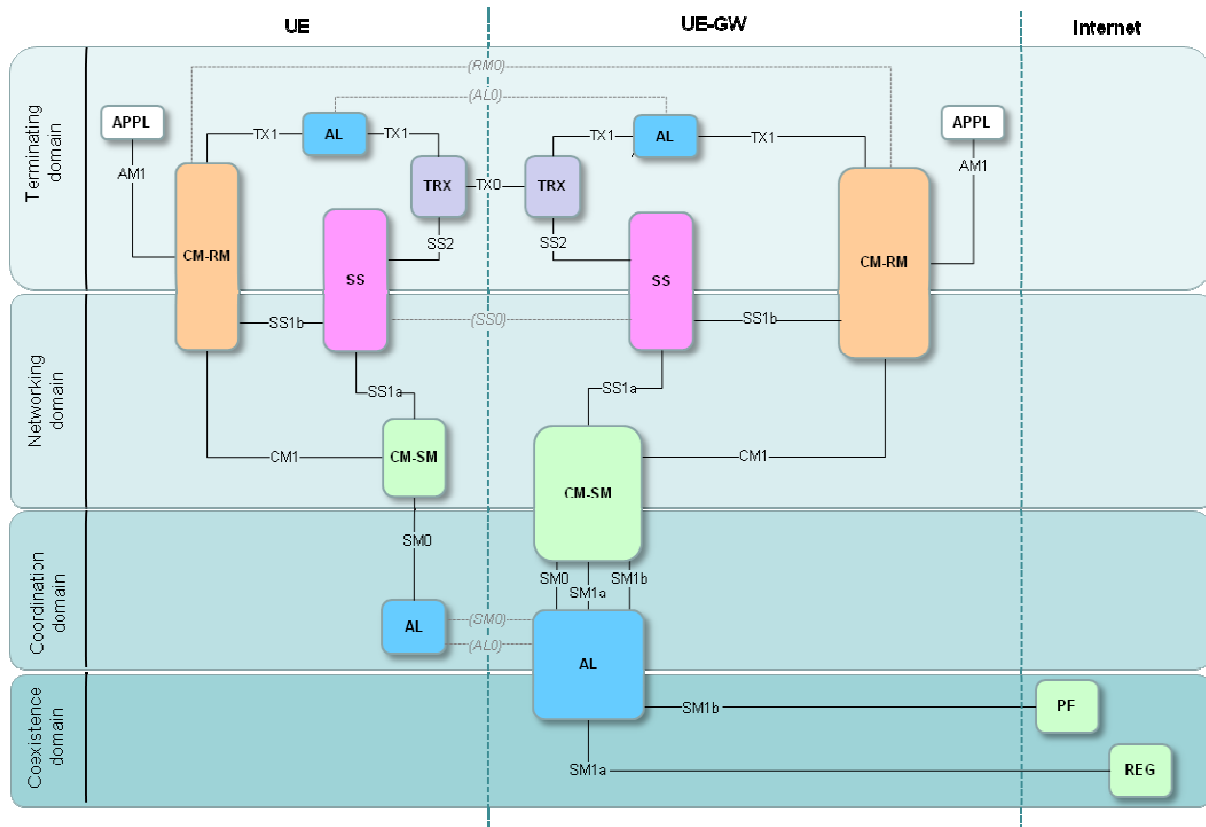 UE
UE-GW
Internet
(RM0)
(AL0)
APPL
TX1
AL
TX1
TX1
AL
TX1
APPL
Terminating
domain
AM1
TRX
TX0
TRX
AM1
CM-RM
SS2
SS2
CM-RM
SS
SS
SS1b
(SS0)
SS1b
Networking
domain
SS1a
SS1a
CM1
CM-SM
CM1
CM-SM
Coordination
domain
SM0
SM0
SM1a
SM1b
AL
(SM0)
(AL0)
AL
Coexistence
domain
SM1b
PF
SM1a
REG